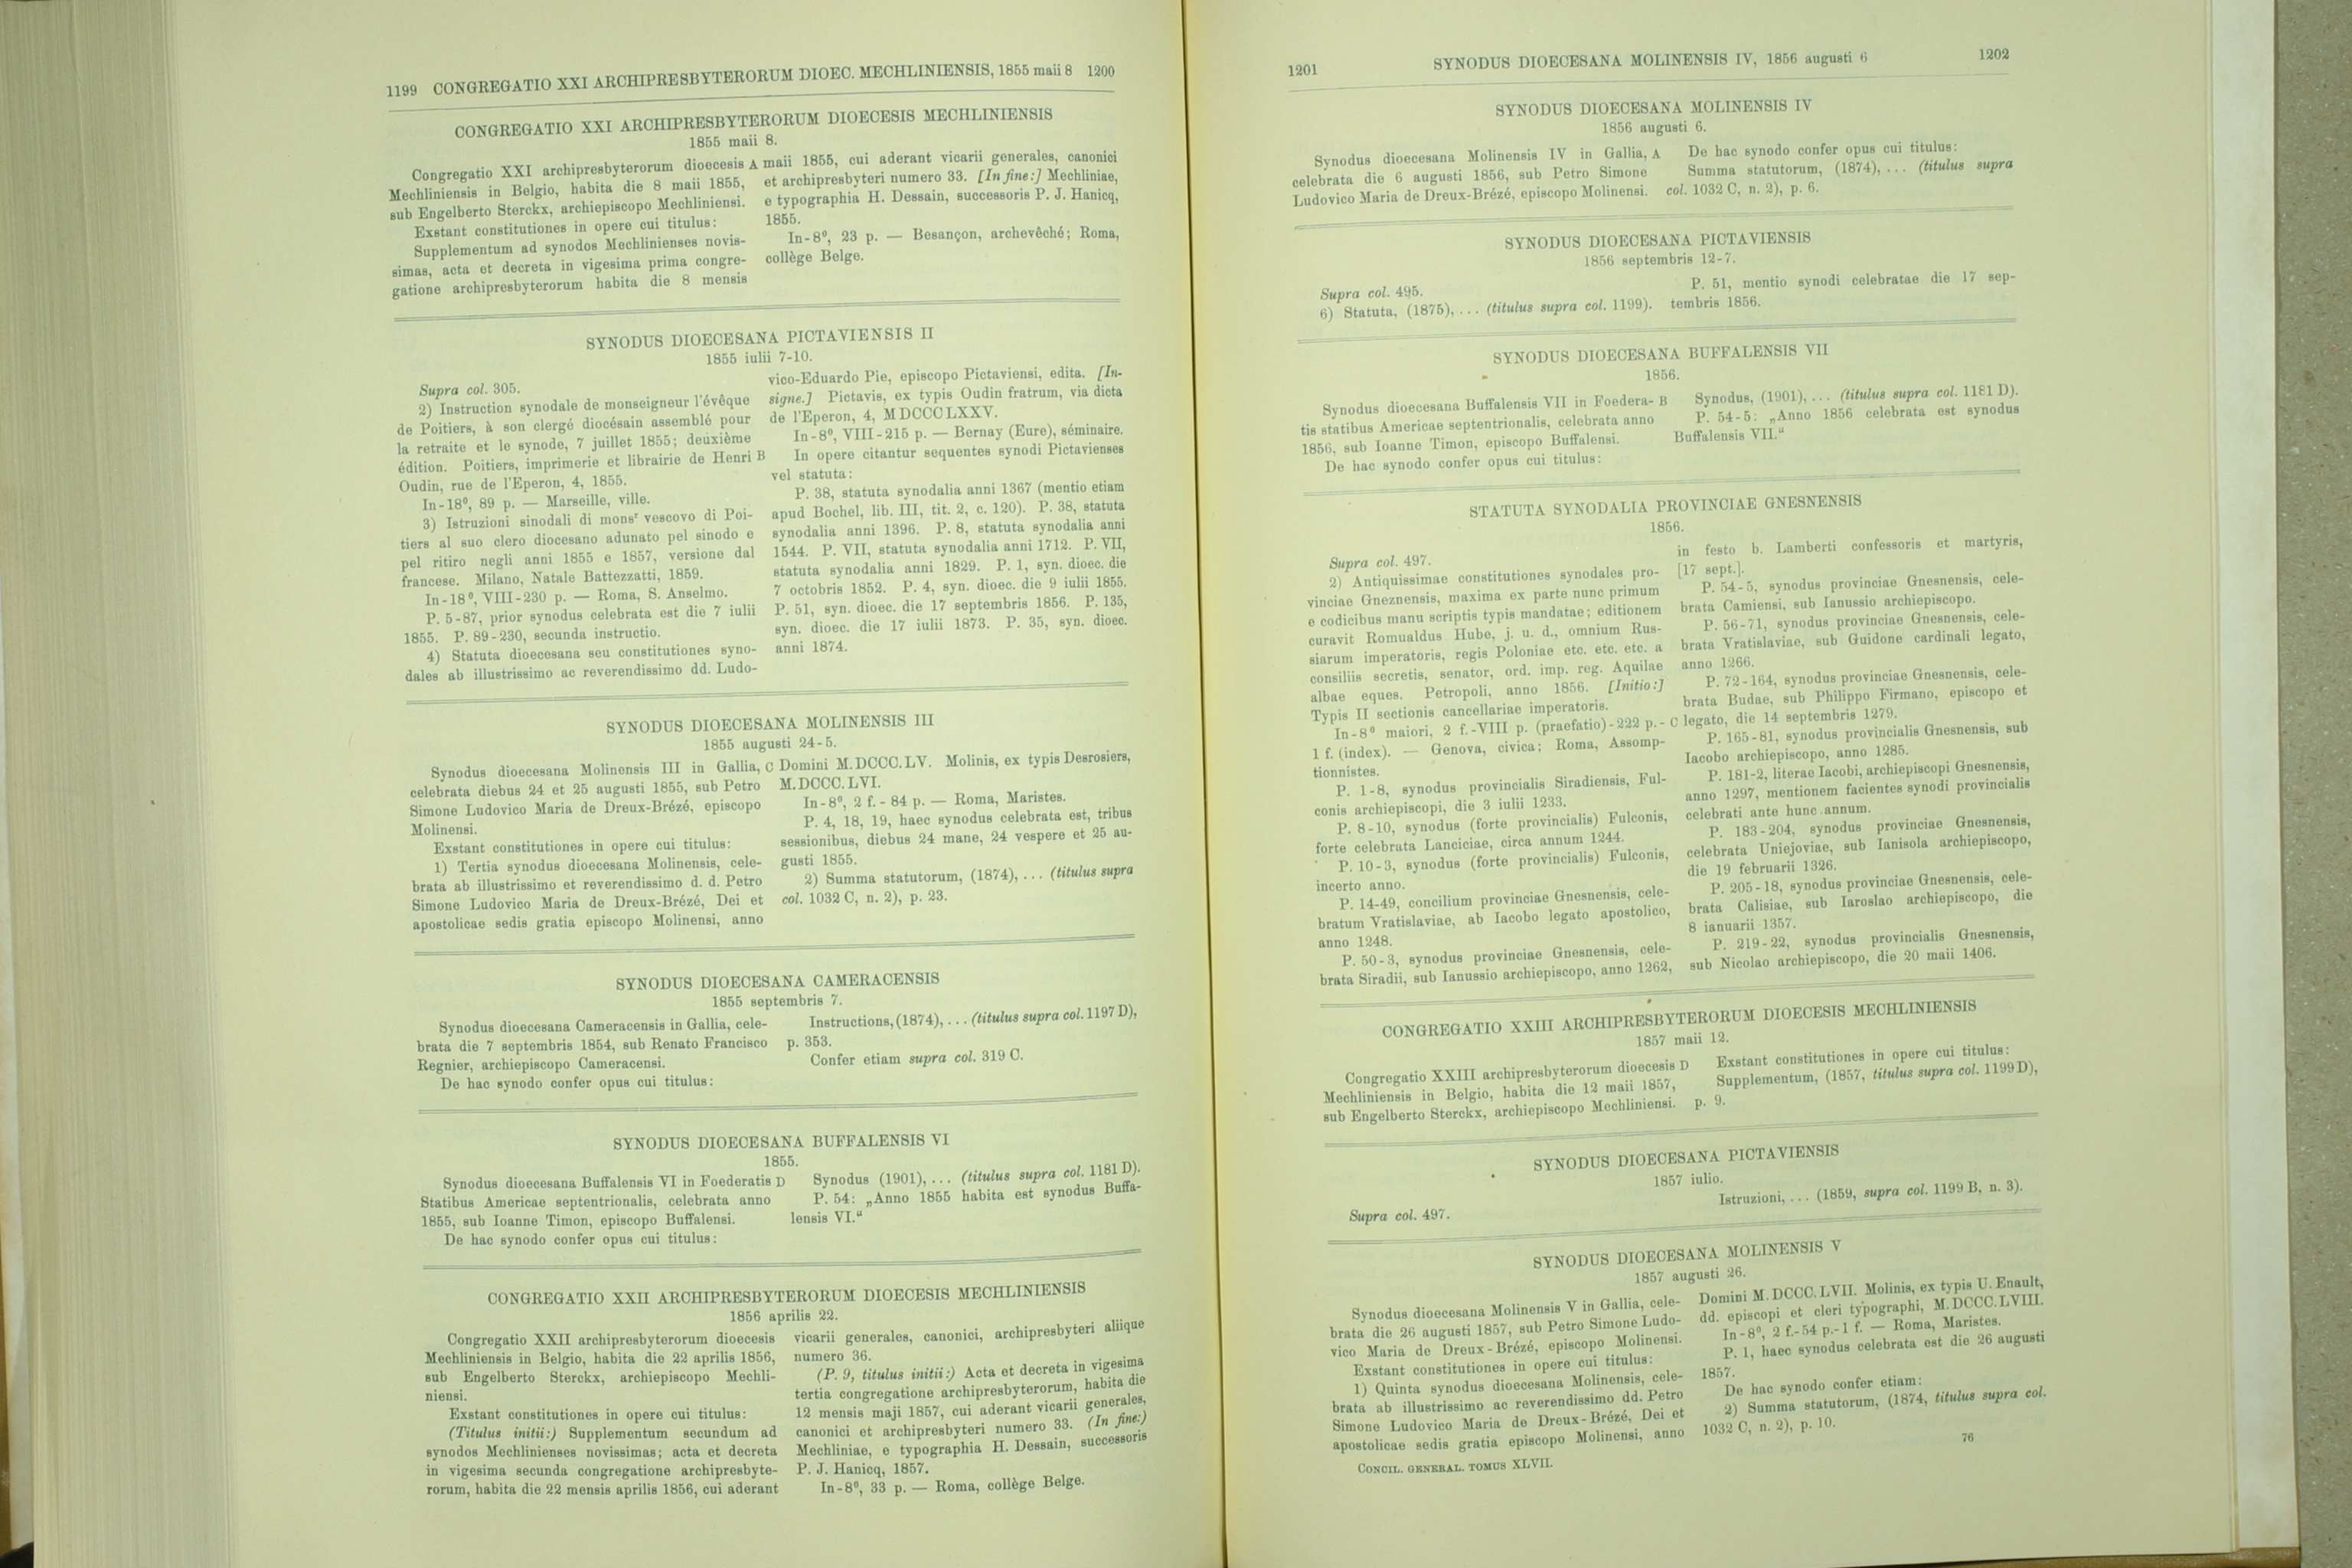 1199 CONGREGATIO XXI ARCHIPRESBYTERORUM DIOEC. MECHLINIENSIS, 1855 maii 8 1200
CONGREGATIO XXI ARCHIPRESBYTERORUM DIOECESIS MECHLINIENSIS
1855 maii 8.
Congregatio XXI archipresbyterorum dioecesis A
Mechliniensis in Belgio, habita die 8 maii 1855,
sub Engelberto Sterckx, archiepiscopo Mechliniensi.
Exstant constitutiones in opere cui titulus:
Supplementum ad synodos Mechlinienses novis-
simas, acta et decreta in vigesima prima congre-
gatione archipresbyterorum habita die 8 mensis
maii 1855, cui aderant vicarii generales, canonici
et archipresbyteri numero 33. [In fine:] Mechliniae,
e typographia H. Dessain, successoris P. J. Hanicq,
1855.
In-8⁰, 23 p. — Besançon, archevêché; Roma,
collège Belge.
SYNODUS DIOECESANA PICTAVIENSIS II
1855 iulii 7-10.
Supra col. 305.
2) Instruction synodale de monseigneur l'évêque
de Poitiers, à son clergé diocésain assemblé pour
la retraite et le synode, 7 juillet 1855; deuxième
édition. Poitiers, imprimerie et librairie de Henri B
Oudin, rue de l'Eperon, 4, 1855.
In-18⁰, 89 p. — Marseille, ville.
3) Istruzioni sinodali di monsʳ vescovo di Poi-
tiers al suo clero diocesano adunato pel sinodo e
pel ritiro negli anni 1855 e 1857, versione dal
francese. Milano, Natale Battezzatti, 1859.
In-18⁰, VIII-230 p. — Roma, S. Anselmo.
P. 5-87, prior synodus celebrata est die 7 iulii
1855. P. 89-230, secunda instructio.
4) Statuta dioecesana seu constitutiones syno-
dales ab illustrissimo ac reverendissimo dd. Ludo-
vico-Eduardo Pie, episcopo Pictaviensi, edita. [In-
signe.] Pictavis, ex typis Oudin fratrum, via dicta
de l'Eperon, 4, MDCCCLXXV.
In-8⁰, VIII-215 p. — Bernay (Eure), séminaire.
In opere citantur sequentes synodi Pictavienses
vel statuta:
P. 38, statuta synodalia anni 1367 (mentio etiam
apud Bochel, lib. III, tit. 2, c. 120). P. 38, statuta
synodalia anni 1396. P. 8, statuta synodalia anni
1544. P. VII, statuta synodalia anni 1712. P. VII,
statuta synodalia anni 1829. P. 1, syn. dioec. die
7 octobris 1852. P. 4, syn. dioec. die 9 iulii 1855.
P. 51, syn. dioec. die 17 septembris 1856. P. 135,
syn. dioec. die 17 iulii 1873. P. 35, syn. dioec.
anni 1874.
SYNODUS DIOECESANA MOLINENSIS III
1855 augusti 24-5.
Synodus dioecesana Molinensis III in Gallia, C
celebrata diebus 24 et 25 augusti 1855, sub Petro
Simone Ludovico Maria de Dreux-Brézé, episcopo
Molinensi.
Exstant constitutiones in opere cui titulus:
1) Tertia synodus dioecesana Molinensis, cele-
brata ab illustrissimo et reverendissimo d. d. Petro
Simone Ludovico Maria de Dreux-Brézé, Dei et
apostolicae sedis gratia episcopo Molinensi, anno
Domini M.DCCC.LV. Molinis, ex typis Desrosiers,
M.DCCC.LVI.
In-8⁰, 2 f.-84 p. — Roma, Maristes.
P. 4, 18, 19, haec synodus celebrata est, tribus
sessionibus, diebus 24 mane, 24 vespere et 25 au-
gusti 1855.
2) Summa statutorum, (1874), ... (titulus supra
col. 1032 C, n. 2), p. 23.
SYNODUS DIOECESANA CAMERACENSIS
1855 septembris 7.
Synodus dioecesana Cameracensis in Gallia, cele-
brata die 7 septembris 1854, sub Renato Francisco
Regnier, archiepiscopo Cameracensi.
De hac synodo confer opus cui titulus:
Instructions, (1874), ... (titulus supra col. 1197 D),
p. 353.
Confer etiam supra col. 319 C.
SYNODUS DIOECESANA BUFFALENSIS VI
1855.
Synodus dioecesana Buffalensis VI in Foederatis D
Statibus Americae septentrionalis, celebrata anno
1855, sub Ioanne Timon, episcopo Buffalensi.
De hac synodo confer opus cui titulus:
Synodus (1901), ... (titulus supra col. 1181 D).
P. 54: „Anno 1855 habita est synodus Buffa-
lensis VI.“
CONGREGATIO XXII ARCHIPRESBYTERORUM DIOECESIS MECHLINIENSIS
1856 aprilis 22.
Congregatio XXII archipresbyterorum dioecesis
Mechliniensis in Belgio, habita die 22 aprilis 1856,
sub Engelberto Sterckx, archiepiscopo Mechli-
niensi.
Exstant constitutiones in opere cui titulus:
(Titulus initii:) Supplementum secundum ad
synodos Mechlinienses novissimas; acta et decreta
in vigesima secunda congregatione archipresbyte-
rorum, habita die 22 mensis aprilis 1856, cui aderant
vicarii generales, canonici, archipresbyteri aliique
numero 36.
(P. 9, titulus initii:) Acta et decreta in vigesima
tertia congregatione archipresbyterorum, habita die
12 mensis maji 1857, cui aderant vicarii generales,
canonici et archipresbyteri numero 33. (In fine:)
Mechliniae, e typographia H. Dessain, successoris
P. J. Hanicq, 1857.
In-8⁰, 33 p. — Roma, collège Belge.
1201 SYNODUS DIOECESANA MOLINENSIS IV, 1856 augusti 6 1202
SYNODUS DIOECESANA MOLINENSIS IV
1856 augusti 6.
Synodus dioecesana Molinensis IV in Gallia, A
celebrata die 6 augusti 1856, sub Petro Simone
Ludovico Maria de Dreux-Brézé, episcopo Molinensi.
De hac synodo confer opus cui titulus:
Summa statutorum, (1874), ... (titulus supra
col. 1032 C, n. 2), p. 6.
SYNODUS DIOECESANA PICTAVIENSIS
1856 septembris 12-7.
Supra col. 495.
6) Statuta, (1875), ... (titulus supra col. 1199).
P. 51, mentio synodi celebratae die 17 sep-
tembris 1856.
SYNODUS DIOECESANA BUFFALENSIS VII
1856.
Synodus dioecesana Buffalensis VII in Foedera- B
tis statibus Americae septentrionalis, celebrata anno
1856, sub Ioanne Timon, episcopo Buffalensi.
De hac synodo confer opus cui titulus:
Synodus, (1901), ... (titulus supra col. 1181 D).
P. 54-5: „Anno 1856 celebrata est synodus
Buffalensis VII.“
STATUTA SYNODALIA PROVINCIAE GNESNENSIS
1856.
Supra col. 497.
2) Antiquissimae constitutiones synodales pro-
vinciae Gneznensis, maxima ex parte nunc primum
e codicibus manu scriptis typis mandatae; editionem
curavit Romualdus Hube, j. u. d., omnium Rus-
siarum imperatoris, regis Poloniae etc. etc. etc. a
consiliis secretis, senator, ord. imp. reg. Aquilae
albae eques. Petropoli, anno 1856. [Initio:]
Typis II sectionis cancellariae imperatoris.
In-8⁰ maiori, 2 f.-VIII p. (praefatio)-222 p.- C
1 f. (index). — Genova, civica; Roma, Assomp-
tionnistes.
P. 1-8, synodus provincialis Siradiensis, Ful-
conis archiepiscopi, die 3 iulii 1233.
P. 8-10, synodus (forte provincialis) Fulconis,
forte celebrata Lanciciae, circa annum 1244.
P. 10-3, synodus (forte provincialis) Fulconis,
incerto anno.
P. 14-49, concilium provinciae Gnesnensis, cele-
bratum Vratislaviae, ab Iacobo legato apostolico,
anno 1248.
P. 50-3, synodus provinciae Gnesnensis, cele-
brata Siradii, sub Ianussio archiepiscopo, anno 1262,
in festo b. Lamberti confessoris et martyris,
[17 sept.].
P. 54-5, synodus provinciae Gnesnensis, cele-
brata Camiensi, sub Ianussio archiepiscopo.
P. 56-71, synodus provinciae Gnesnensis, cele-
brata Vratislaviae, sub Guidone cardinali legato,
anno 1266.
P. 72-164, synodus provinciae Gnesnensis, cele-
brata Budae, sub Philippo Firmano, episcopo et
legato, die 14 septembris 1279.
P. 165-81, synodus provincialis Gnesnensis, sub
Iacobo archiepiscopo, anno 1285.
P. 181-2, literae Iacobi, archiepiscopi Gnesnensis,
anno 1297, mentionem facientes synodi provincialis
celebrati ante hunc annum.
P. 183-204, synodus provinciae Gnesnensis,
celebrata Uniejoviae, sub Ianisola archiepiscopo,
die 19 februarii 1326.
P. 205-18, synodus provinciae Gnesnensis, cele-
brata Calisiae, sub Iaroslao archiepiscopo, die
8 ianuarii 1357.
P. 219-22, synodus provincialis Gnesnensis,
sub Nicolao archiepiscopo, die 20 maii 1406.
CONGREGATIO XXIII ARCHIPRESBYTERORUM DIOECESIS MECHLINIENSIS
1857 maii 12.
Congregatio XXIII archipresbyterorum dioecesis D
Mechliniensis in Belgio, habita die 12 maii 1857,
sub Engelberto Sterckx, archiepiscopo Mechliniensi.
Exstant constitutiones in opere cui titulus:
Supplementum, (1857, titulus supra col. 1199 D),
p. 9.
SYNODUS DIOECESANA PICTAVIENSIS
1857 iulio.
Supra col. 497.
Istruzioni, ... (1859, supra col. 1199 B, n. 3).
SYNODUS DIOECESANA MOLINENSIS V
1857 augusti 26.
Synodus dioecesana Molinensis V in Gallia, cele-
brata die 26 augusti 1857, sub Petro Simone Ludo-
vico Maria de Dreux-Brézé, episcopo Molinensi.
Exstant constitutiones in opere cui titulus:
1) Quinta synodus dioecesana Molinensis, cele-
brata ab illustrissimo ac reverendissimo dd. Petro
Simone Ludovico Maria de Dreux-Brézé, Dei et
apostolicae sedis gratia episcopo Molinensi, anno
Domini M.DCCC.LVII. Molinis, ex typis U. Enault,
dd. episcopi et cleri typographi, M.DCCC.LVIII.
In-8⁰, 2 f.-54 p.-1 f. — Roma, Maristes.
P. 1, haec synodus celebrata est die 26 augusti
1857.
De hac synodo confer etiam:
2) Summa statutorum, (1874, titulus supra col.
1032 C, n. 2), p. 10.
CONCIL. GENERAL. TOMUS XLVII.
76